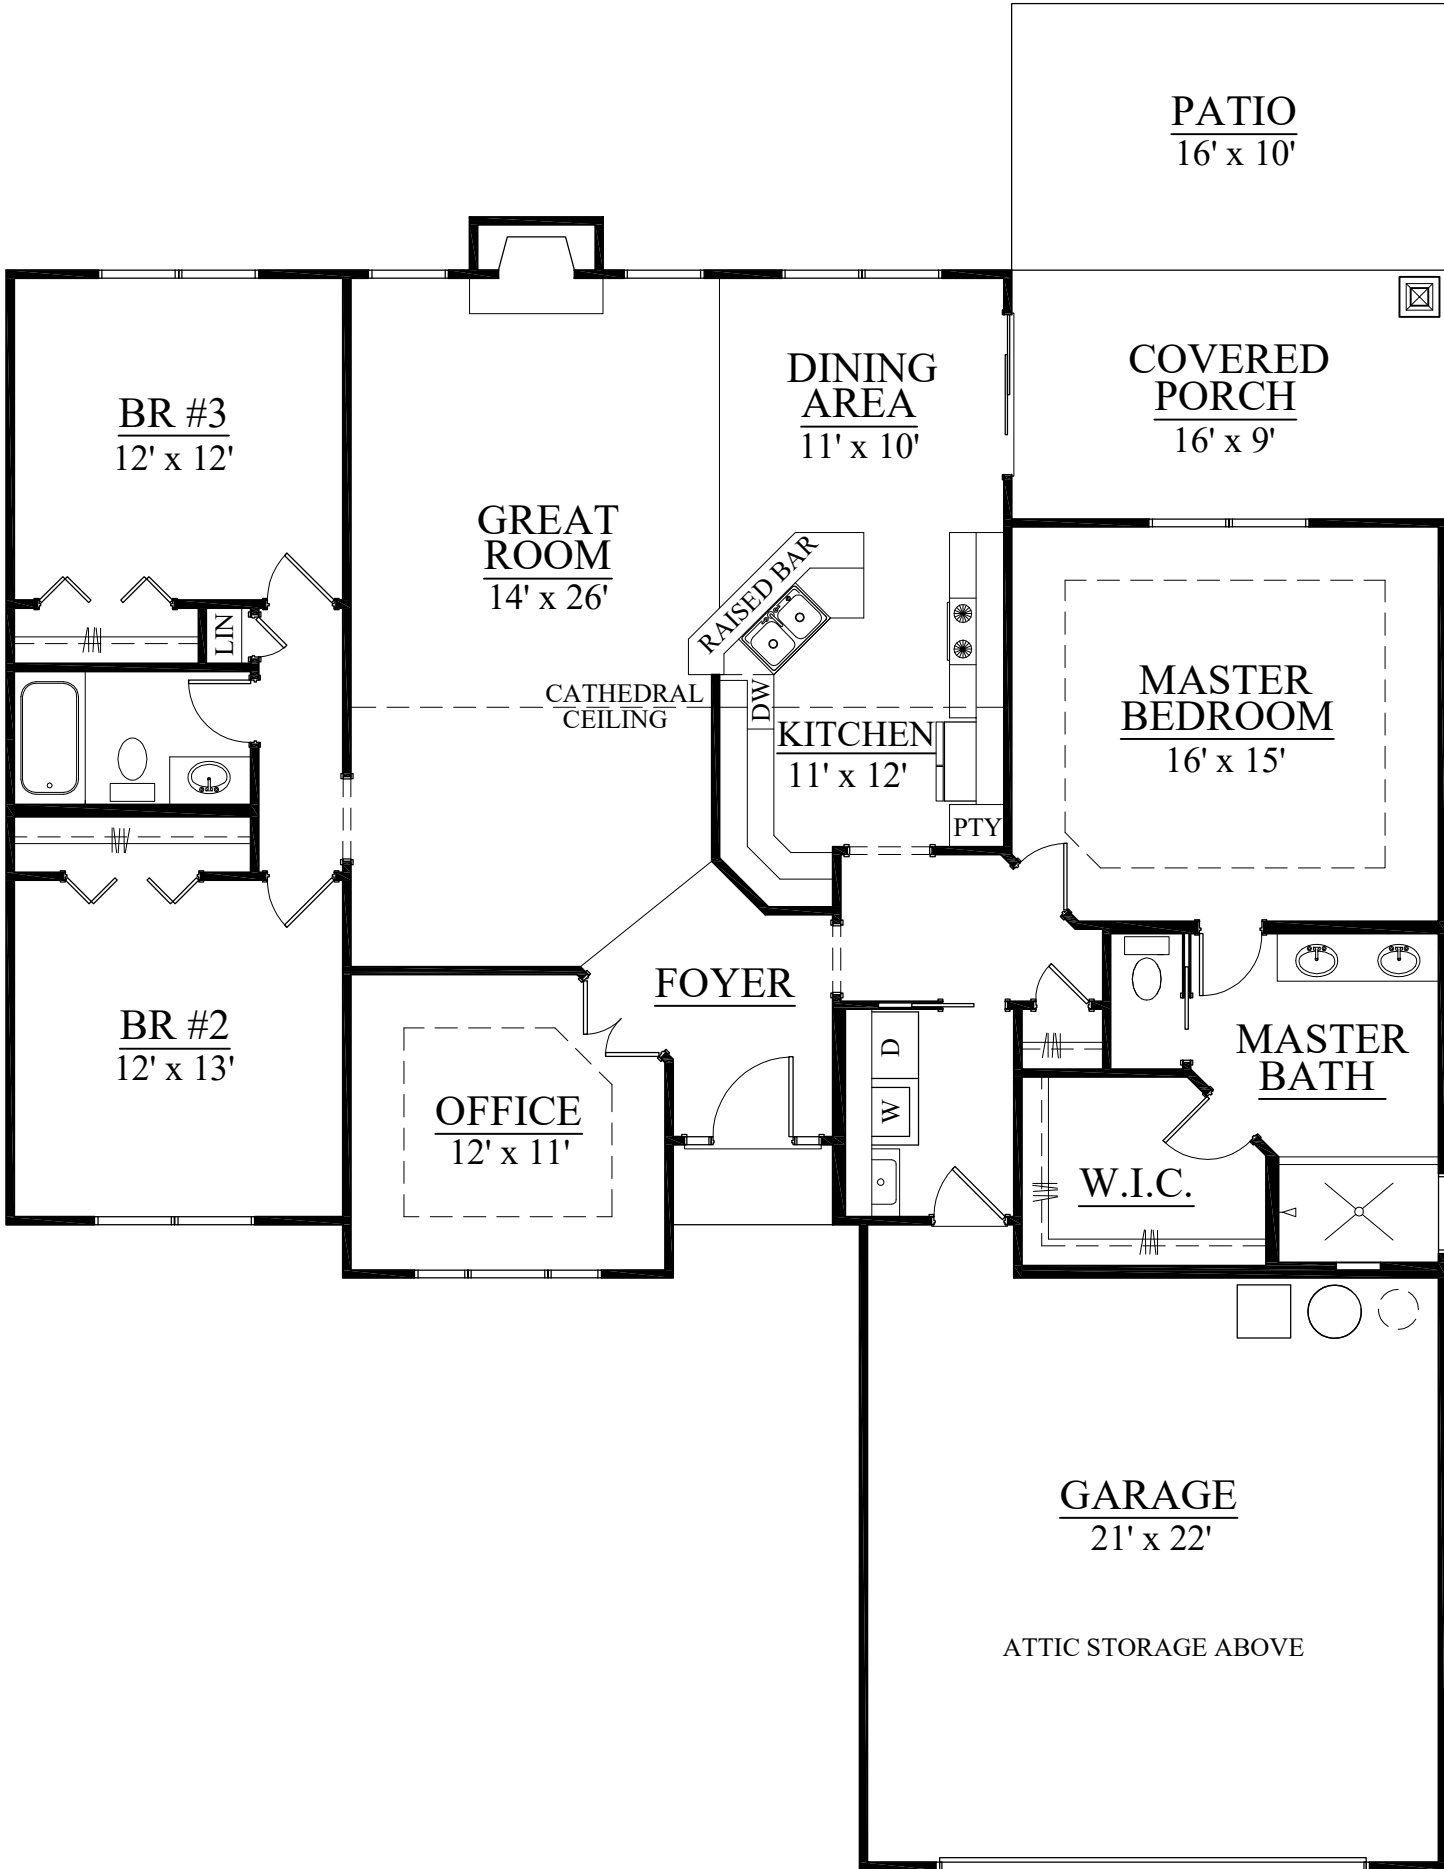 PATIO
16' x 10'
COVERED
PORCH
16' x 9'
DINING
AREA
11' x 10'
BR #3
12' x 12'
GREAT
ROOM
14' x 26'
RAISED BAR
LIN
CATHEDRAL
CEILING
DW
KITCHEN
11' x 12'
PTY
MASTER
BEDROOM
16' x 15'
FOYER
BR #2
12' x 13'
OFFICE
12' x 11'
D
W
MASTER
BATH
W.I.C.
GARAGE
21' x 22'
ATTIC STORAGE ABOVE